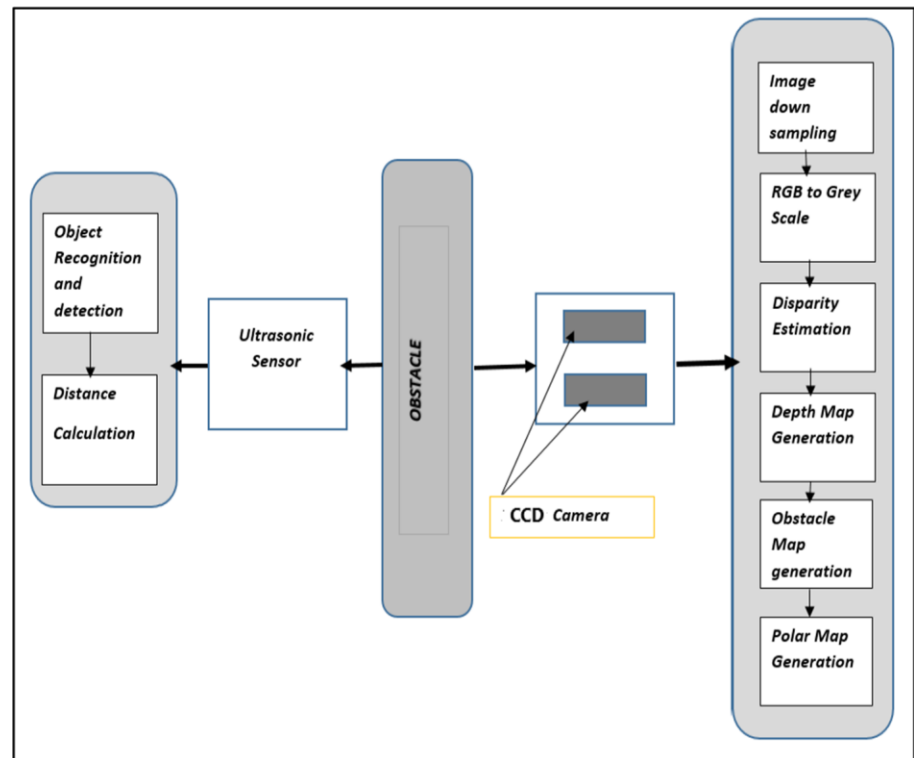 Object
Recognition
and
detection
Distance
Calculation
Ultrasonic
Sensor
OBSTACLE
CCD Camera
Image
down
sampling
RGB to Grey
Scale
Disparity
Estimation
Depth Map
Generation
Obstacle
Map
generation
Polar Map
Generation